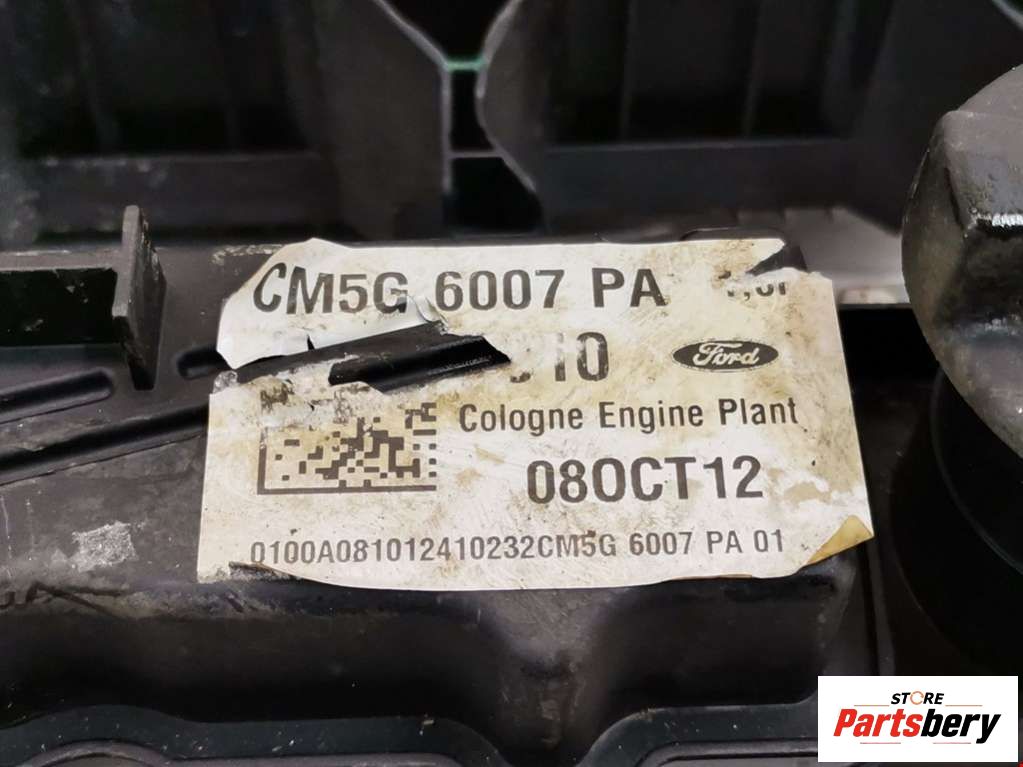 CM5G 6007 PA
Ford
Cologne Engine Plant
08OCT12
0100A081012410232CM5G 6007 PA 01
STORE
Partsbery